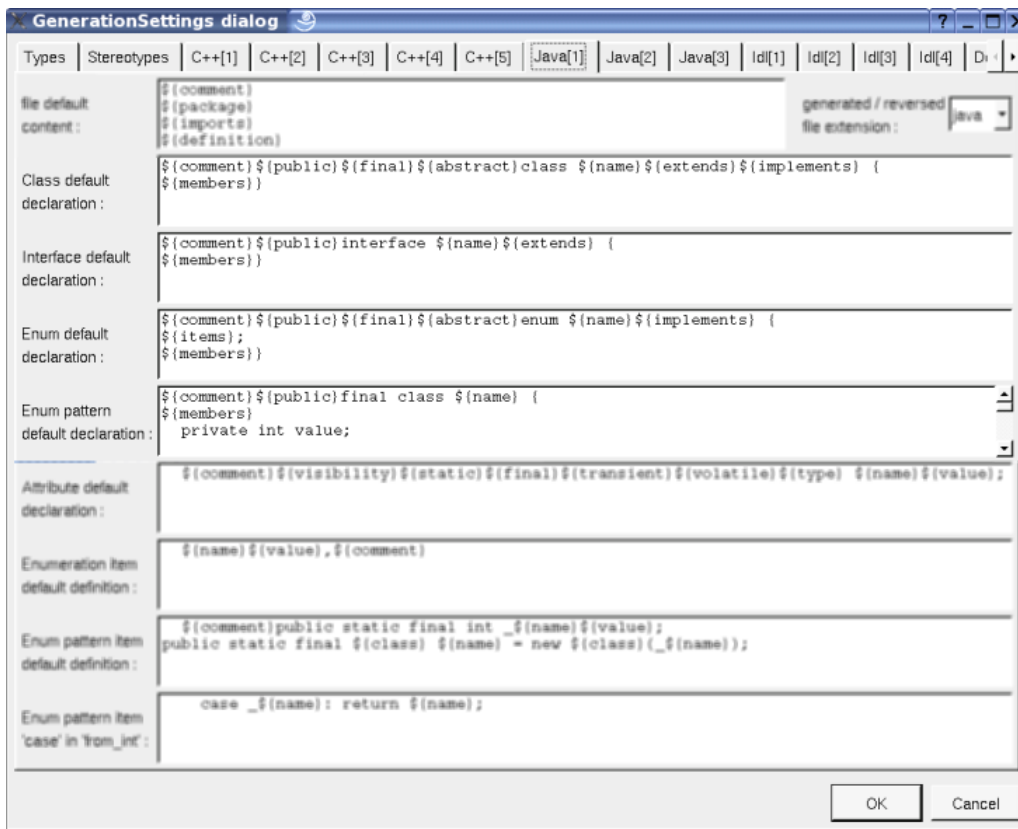 GenerationSettings dialog
Types Stereotypes C++[1] C++[2] C++[3] C++[4] C++[5] Java[1] Java[2] Java[3] Idl[1] Idl[2] Idl[3] Idl[4]
file default
content :
${comment}
${package}
${imports}
${definition}
generated / reversed
file extension :
java
Class default
declaration :
${comment}${public}${final}${abstract}class ${name}${extends}${implements} {
${members}}
Interface default
declaration :
${comment}${public}interface ${name}${extends} {
${members}}
Enum default
declaration :
${comment}${public}${final}${abstract}enum ${name}${implements} {
${items};
${members}}
Enum pattern
default declaration :
${comment}${public}final class ${name} {
${members}
private int value;
Attribute default
declaration :
${comment}${visibility}${static}${final}${transient}${volatile}${type} ${name}${value};
Enumeration item
default definition :
${name}${value},${comment}
Enum pattern item
default definition :
${comment}public static final int _${name}${value};
public static final ${class} ${name} = new ${class}(_${name});
Enum pattern item
'case' in 'from_int' :
case _${name}: return ${name};
OK
Cancel